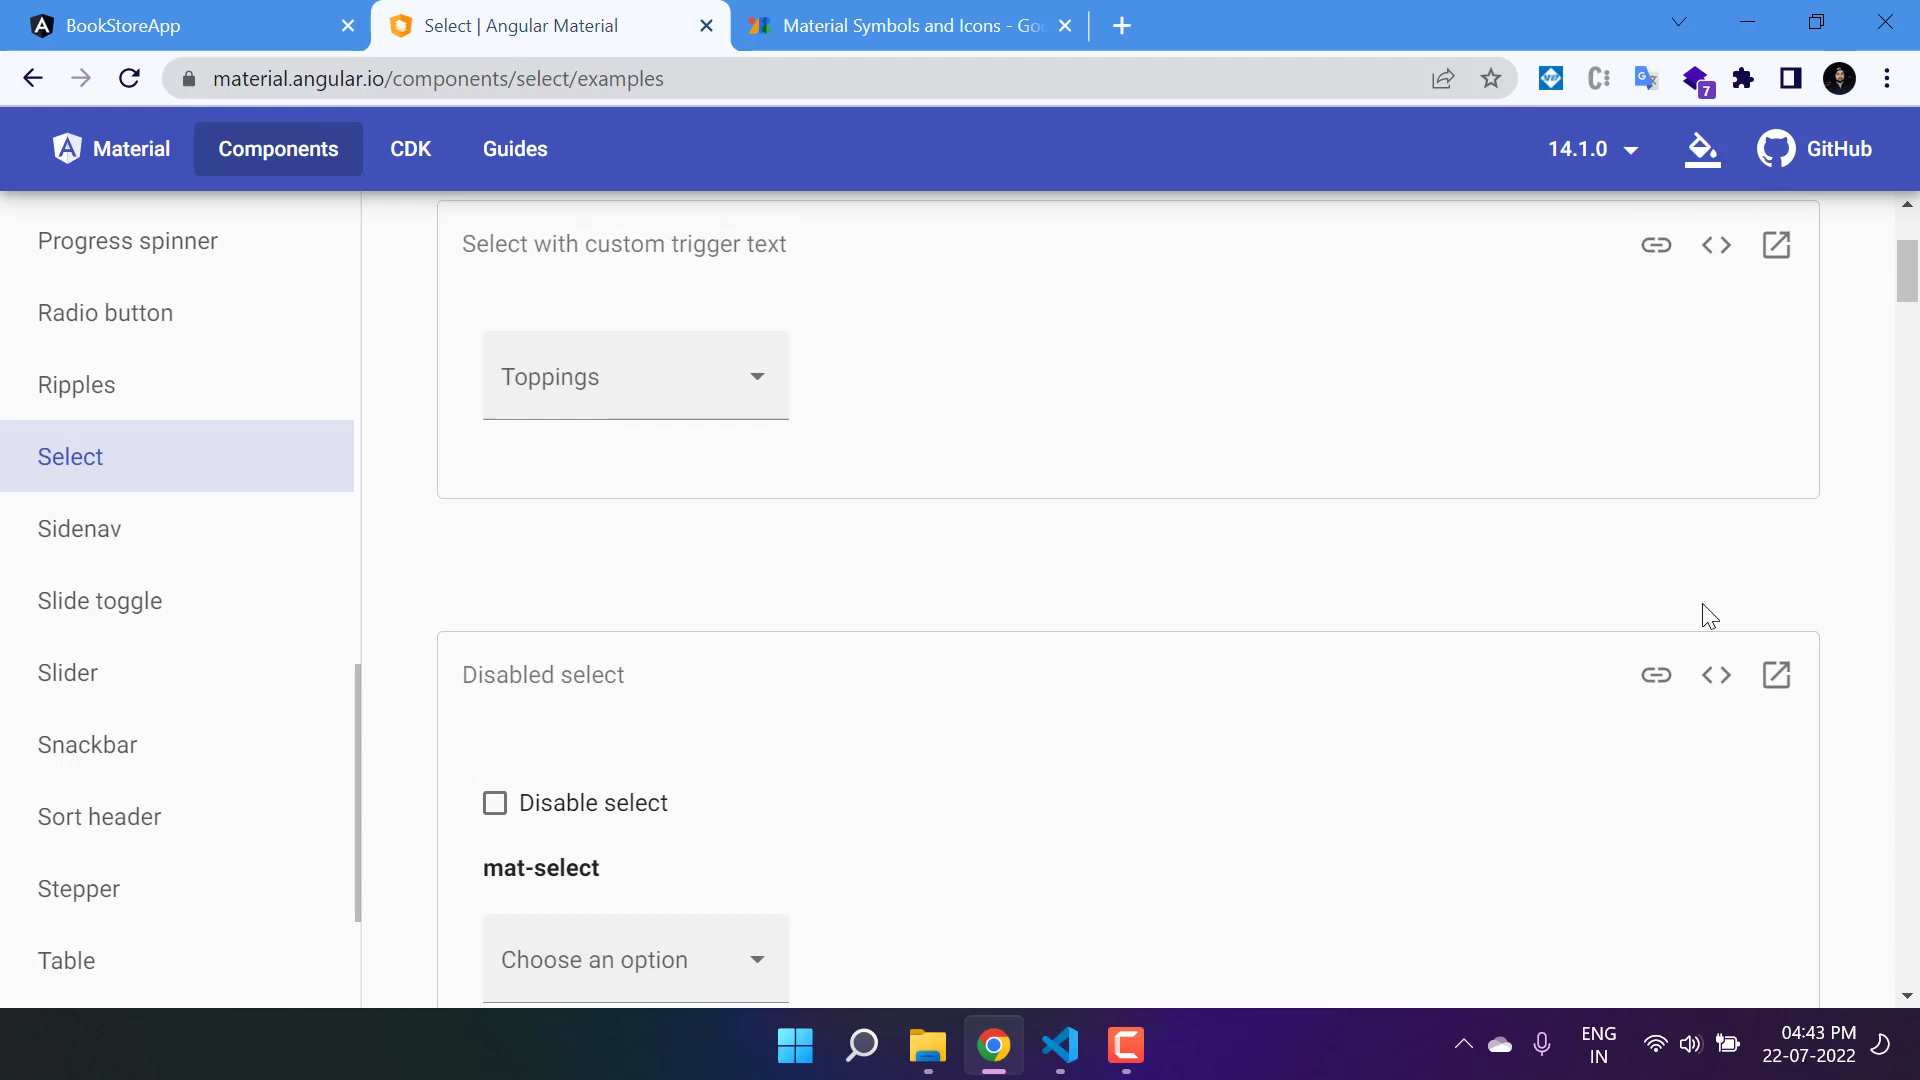 BookStoreApp
Select | Angular Material
Material Symbols and Icons - Go
material.angular.io/components/select/examples
7
Material
Components
CDK
Guides
14.1.0
GitHub
Progress spinner
Radio button
Ripples
Select
Sidenav
Slide toggle
Slider
Snackbar
Sort header
Stepper
Table
Select with custom trigger text
Toppings
Disabled select
Disable select
mat-select
Choose an option
ENG
IN
04:43 PM
22-07-2022